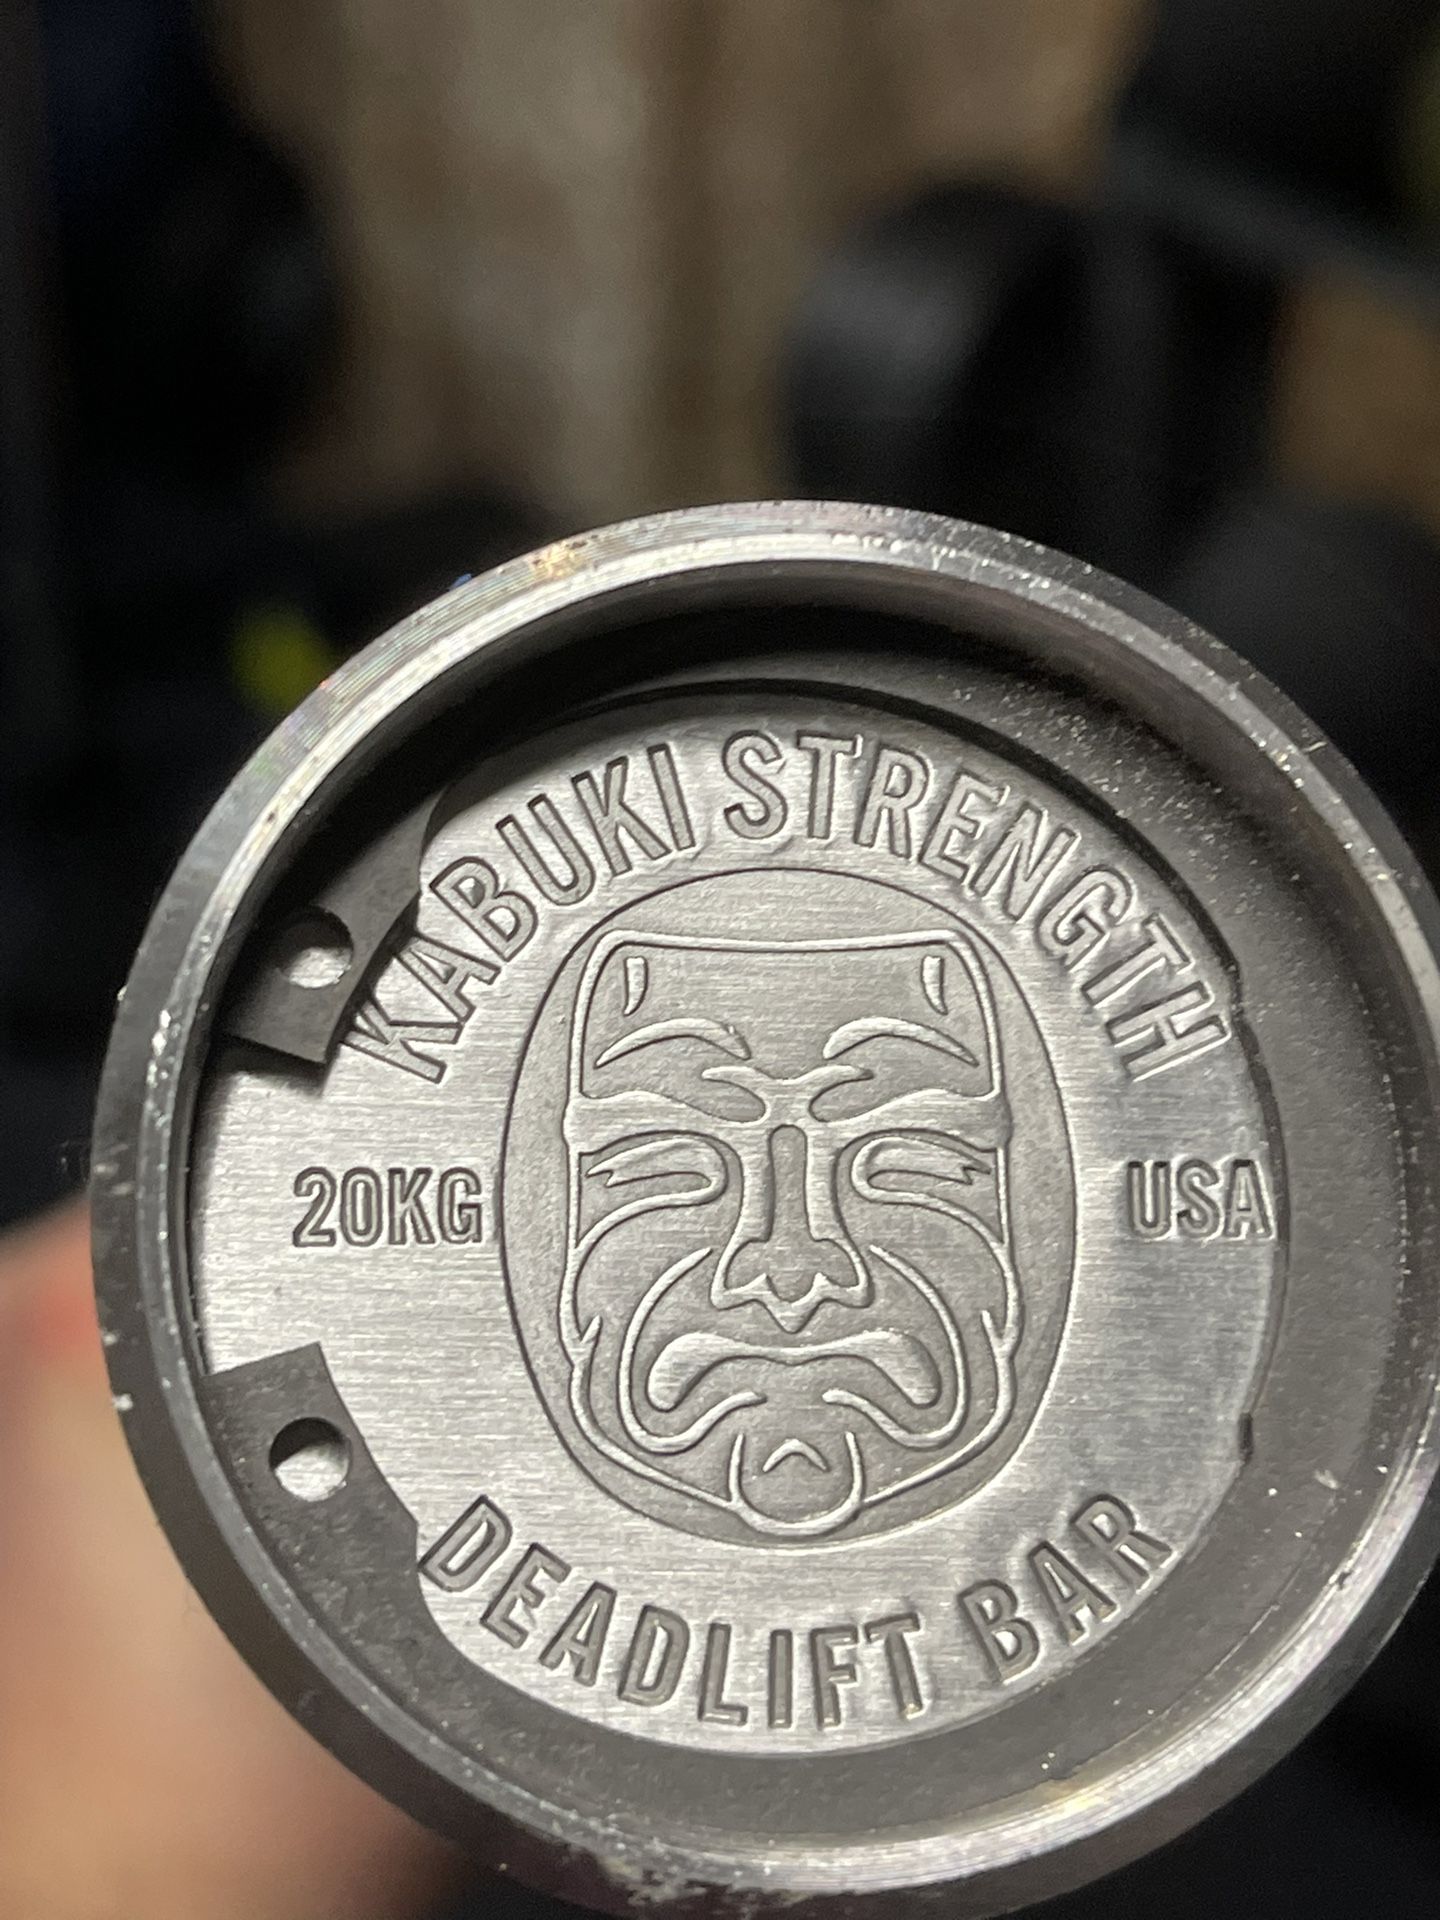 KABUKI STRENGTH
20KG
USA
DEADLIFT BAR